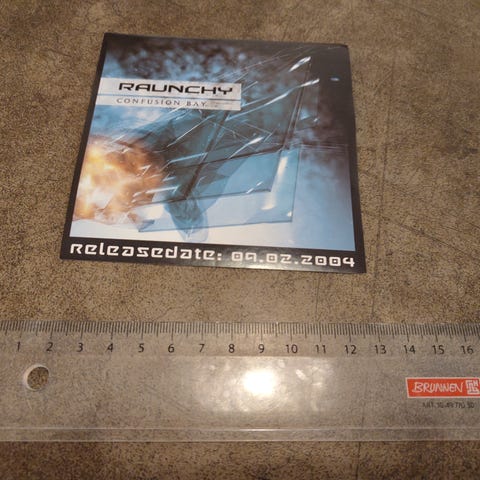 RAUNCHY
CONFUSION BAY
Releasedate: 09.02.2004
1 2 3 4 5 6 7 8 9 10 11 12 13 14 15 16
BRUNNEN